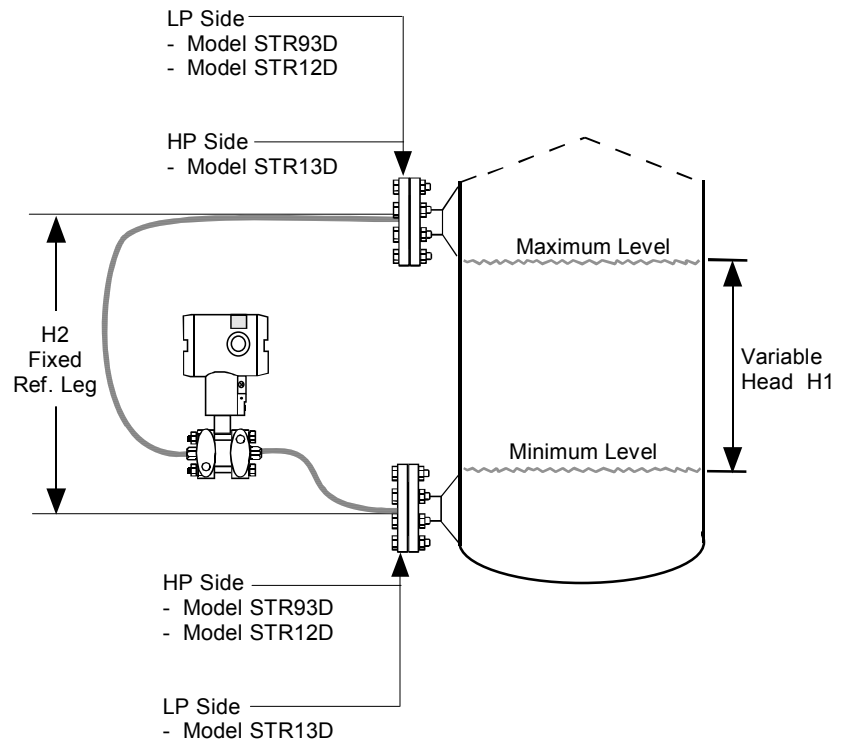 LP Side
- Model STR93D
- Model STR12D
HP Side
- Model STR13D
Maximum Level
H2
Fixed
Ref. Leg
Variable
Head H1
Minimum Level
HP Side
- Model STR93D
- Model STR12D
LP Side
- Model STR13D